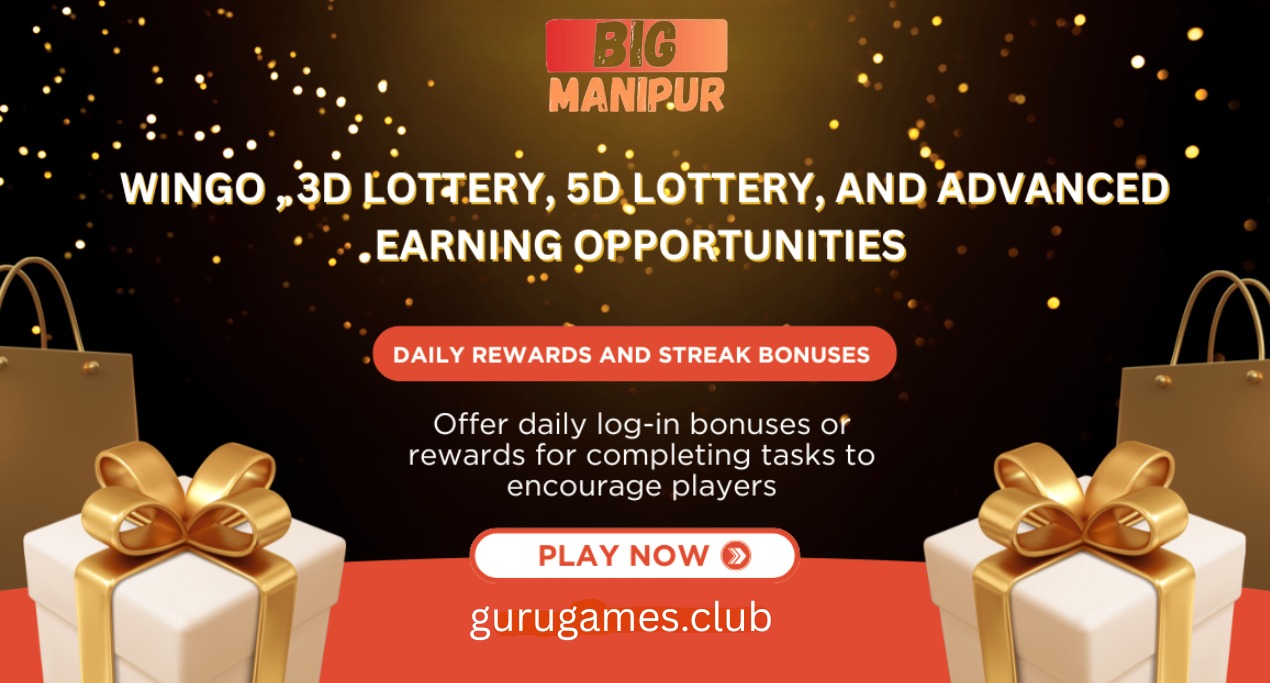 BIG
MANIPUR
WINGO , 3D LOTTERY, 5D LOTTERY, AND ADVANCED
EARNING OPPORTUNITIES
DAILY REWARDS AND STREAK BONUSES
Offer daily log-in bonuses or
rewards for completing tasks to
encourage players
PLAY NOW
gurugames.club